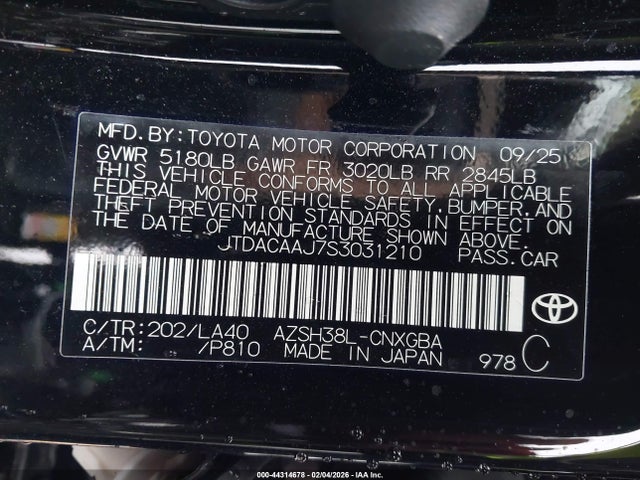 MFD. BY: TOYOTA MOTOR CORPORATION 09/25
GVWR 5180LB GAWR FR 3020LB RR 2845LB
THIS VEHICLE CONFORMS TO ALL APPLICABLE
FEDERAL MOTOR VEHICLE SAFETY, BUMPER, AND
THEFT PREVENTION STANDARDS IN EFFECT ON
THE DATE OF MANUFACTURE SHOWN ABOVE.
JTDACAAJ7S3031210 PASS.CAR
C/TR:202/LA40 AZSH38L-CNXGBA
A/TM: /P810 MADE IN JAPAN 978 C
000-44314678 - 02/04/2026 - IAA Inc.